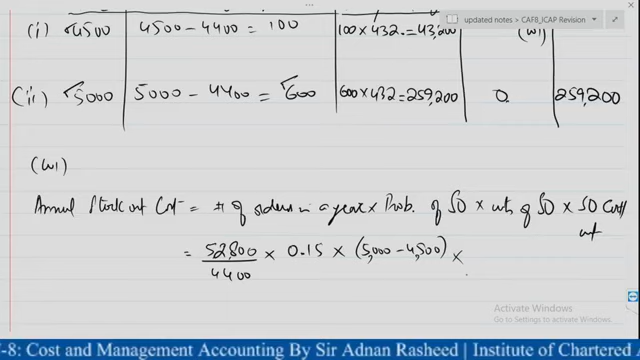 updated notes > CAF8_ICAP Revision
(i) 4500 4500 - 4400 = 100 100 x 432 = 43,200 (w1)
(ii) 5000 5000 - 4400 = 600 600 x 432 = 259,200 0. 259,200
(w1)
Annual Stock out Cost = # of orders in a year x Prob. of SO x units of SO x SO Cost/
unit
= 52,800 x 0.15 x (5,000 - 4,500) x
4400
Activate Windows
Go to Settings to activate Windows.
-8: Cost and Management Accounting By Sir Adnan Rasheed | Institute of Chartered A